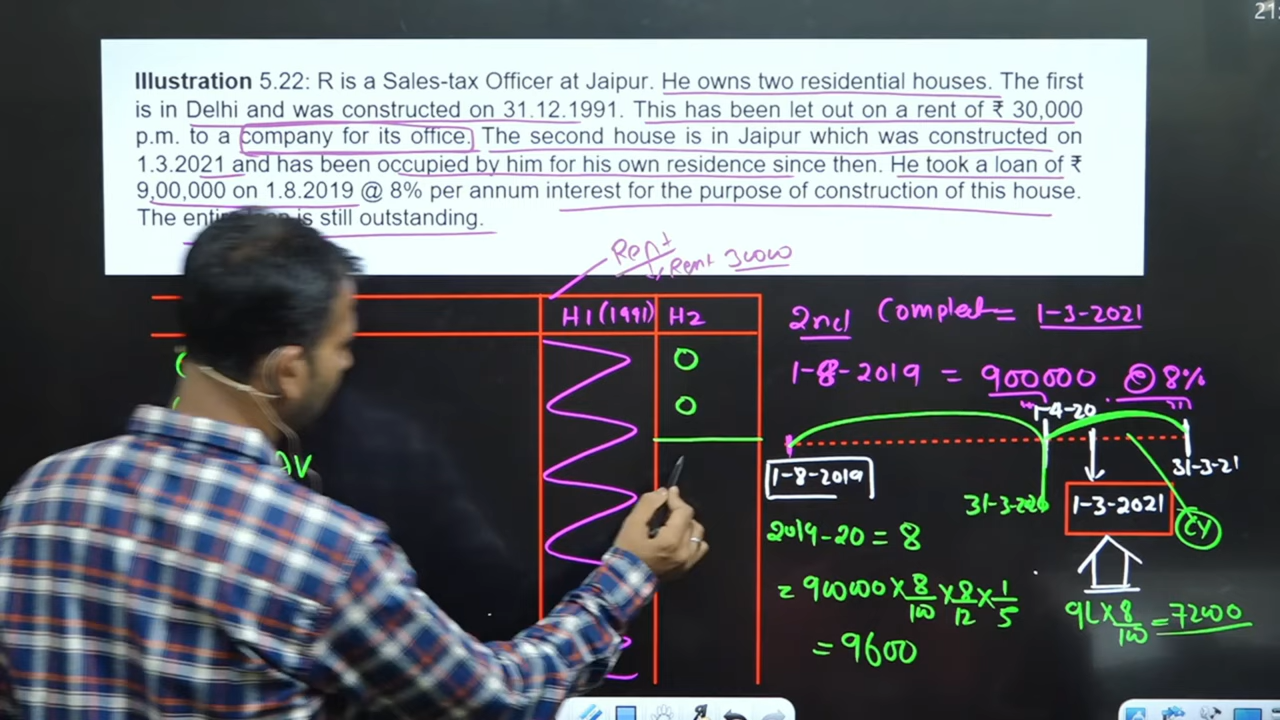 21:
Illustration 5.22: R is a Sales-tax Officer at Jaipur. He owns two residential houses. The first
is in Delhi and was constructed on 31.12.1991. This has been let out on a rent of ₹ 30,000
p.m. to a company for its office. The second house is in Jaipur which was constructed on
1.3.2021 and has been occupied by him for his own residence since then. He took a loan of ₹
9,00,000 on 1.8.2019 @ 8% per annum interest for the purpose of construction of this house.
The is still outstanding.
Rent
Rent 30000
H1 (1991) H2
0
0
AV
2nd Complet = 1-3-2021
1-8-2019 = 900000 @ 8%
1-4-20
1-8-2019
31-3-21
31-3-2020
1-3-2021
CY
2019-20 = 8
= 900000 × 8/100 × 8/12 × 1/5
= 9600
9L × 8/100 = 72000